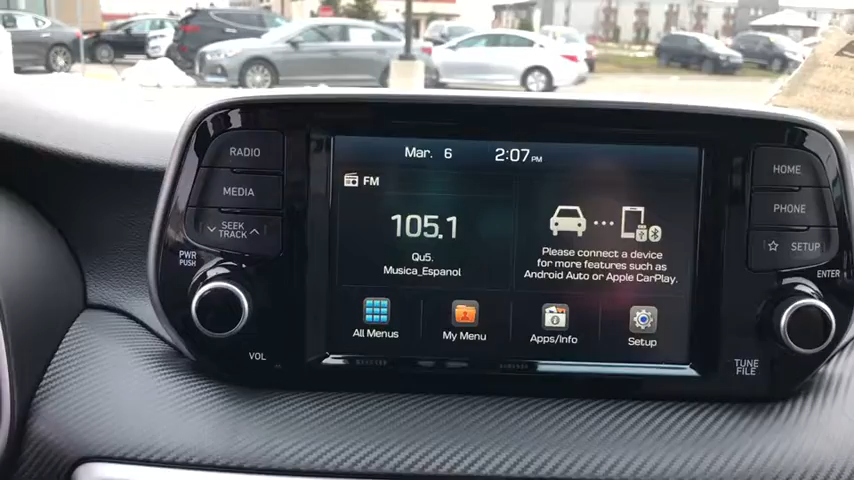 RADIO
MEDIA
SEEK
TRACK
PWR
PUSH
VOL
Mar. 6 2:07 PM
FM
105.1
Qu5.
Musica_Espanol
Please connect a device
for more features such as
Android Auto or Apple CarPlay.
All Menus
My Menu
Apps/Info
Setup
HOME
PHONE
SETUP
ENTER
TUNE
FILE